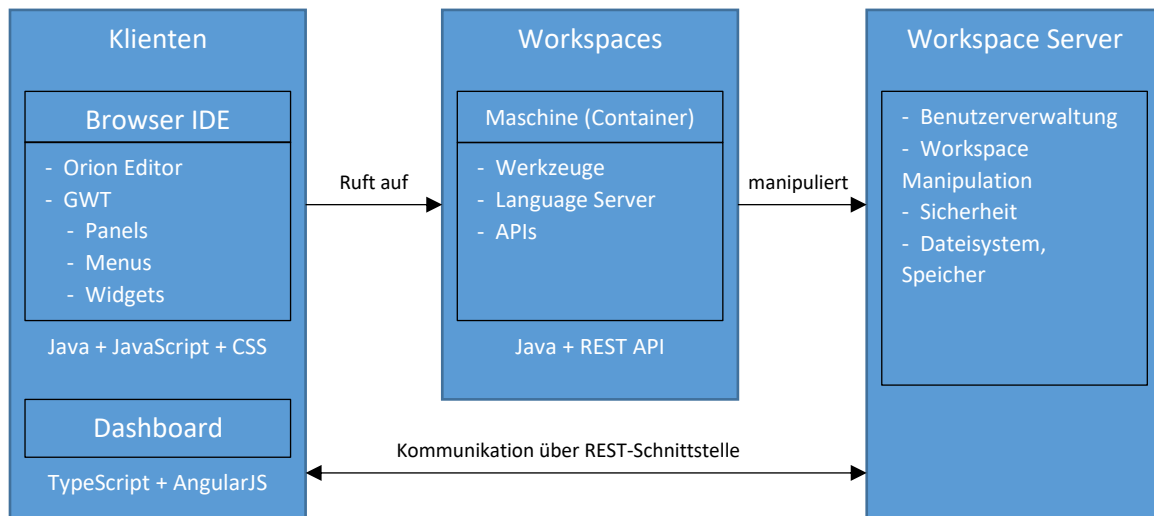 Klienten
Browser IDE
- Orion Editor
- GWT
- Panels
- Menus
- Widgets
Java + JavaScript + CSS
Dashboard
TypeScript + AngularJS
Ruft auf
Workspaces
Maschine (Container)
- Werkzeuge
- Language Server
- APIs
Java + REST API
manipuliert
Kommunikation über REST-Schnittstelle
Workspace Server
- Benutzerverwaltung
- Workspace
Manipulation
- Sicherheit
- Dateisystem,
Speicher